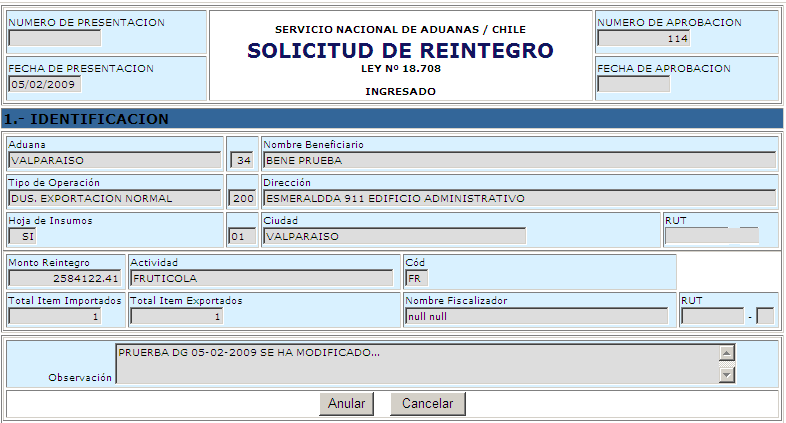 NUMERO DE PRESENTACION
SERVICIO NACIONAL DE ADUANAS / CHILE
SOLICITUD DE REINTEGRO
LEY Nº 18.708
INGRESADO
NUMERO DE APROBACION
114
FECHA DE PRESENTACION
05/02/2009
FECHA DE APROBACION
1.- IDENTIFICACION
Aduana
VALPARAISO
34
Nombre Beneficiario
BENE PRUEBA
Tipo de Operación
DUS. EXPORTACION NORMAL
200
Dirección
ESMERALDDA 911 EDIFICIO ADMINISTRATIVO
Hoja de Insumos
SI
01
Ciudad
VALPARAISO
RUT
Monto Reintegro
2584122.41
Actividad
FRUTICOLA
Cód
FR
Total Item Importados
1
Total Item Exportados
1
Nombre Fiscalizador
null null
RUT
-
Observación
PRUERBA DG 05-02-2009 SE HA MODIFICADO...
Anular
Cancelar